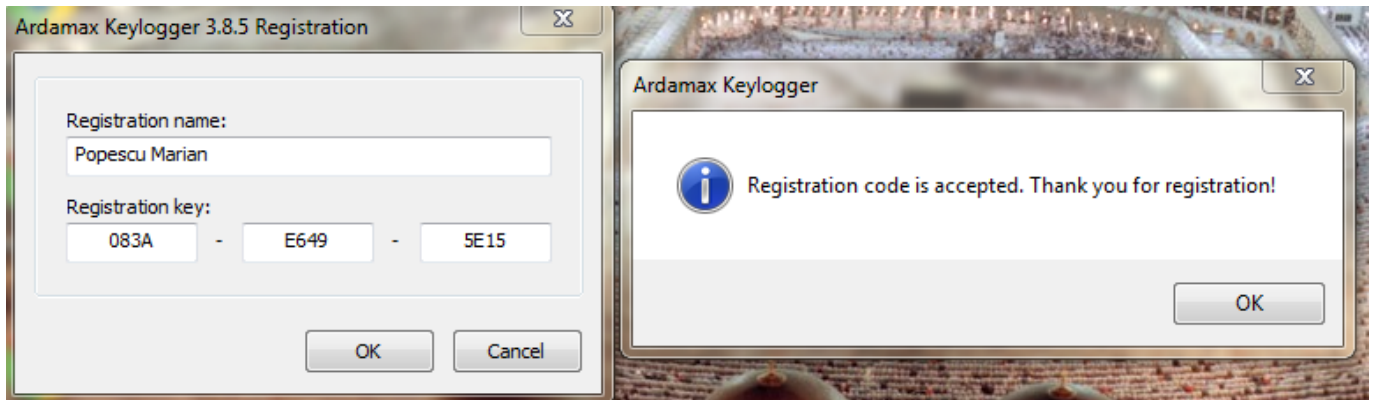 Ardamax Keylogger 3.8.5 Registration
Registration name:
Popescu Marian
Registration key:
083A - E649 - 5E15
OK Cancel
Ardamax Keylogger
Registration code is accepted. Thank you for registration!
OK